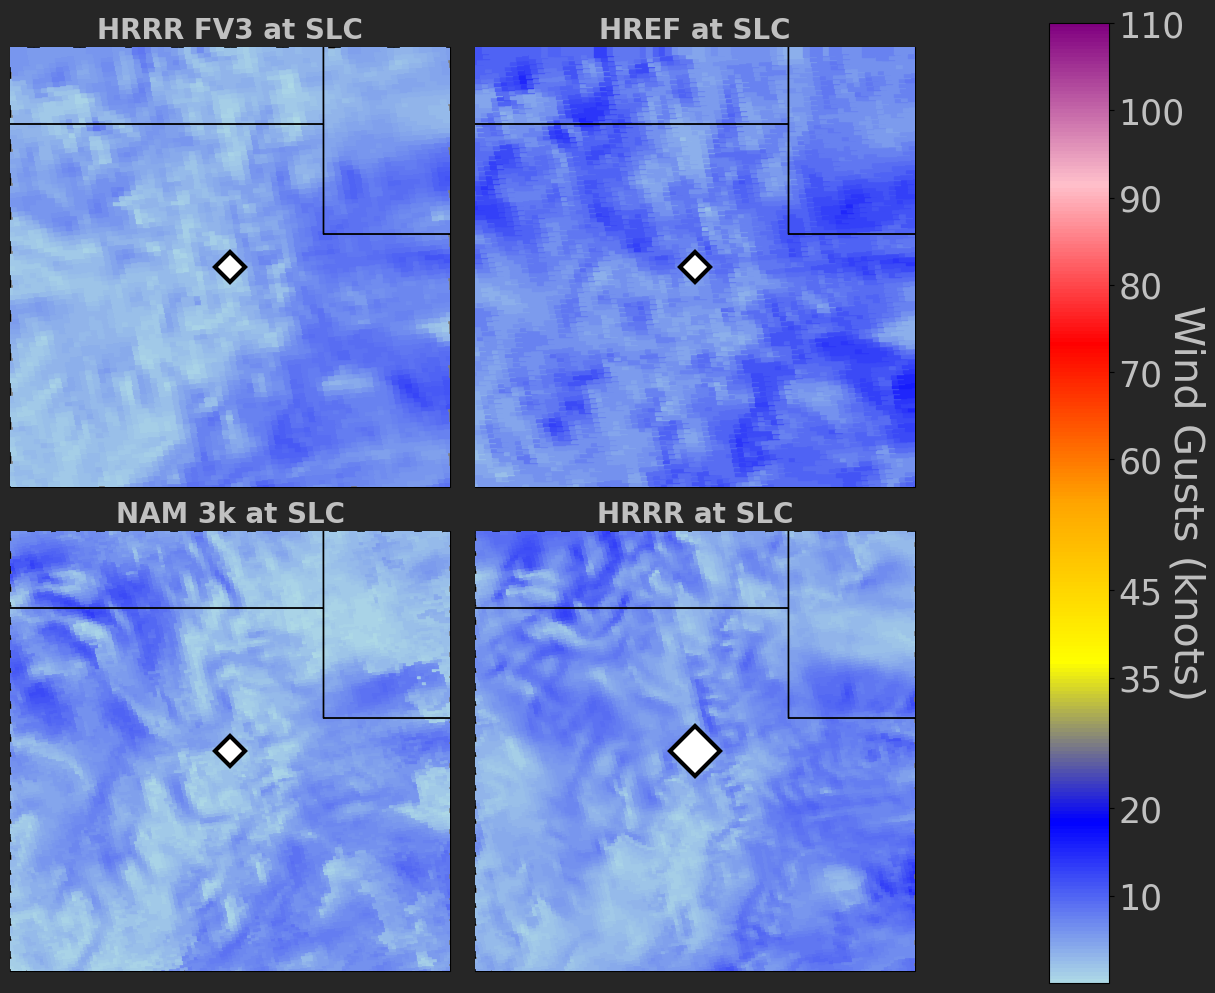 HRRR FV3 at SLC
HREF at SLC
NAM 3k at SLC
HRRR at SLC
110
100
90
80
70
60
45
35
20
10
Wind Gusts (knots)